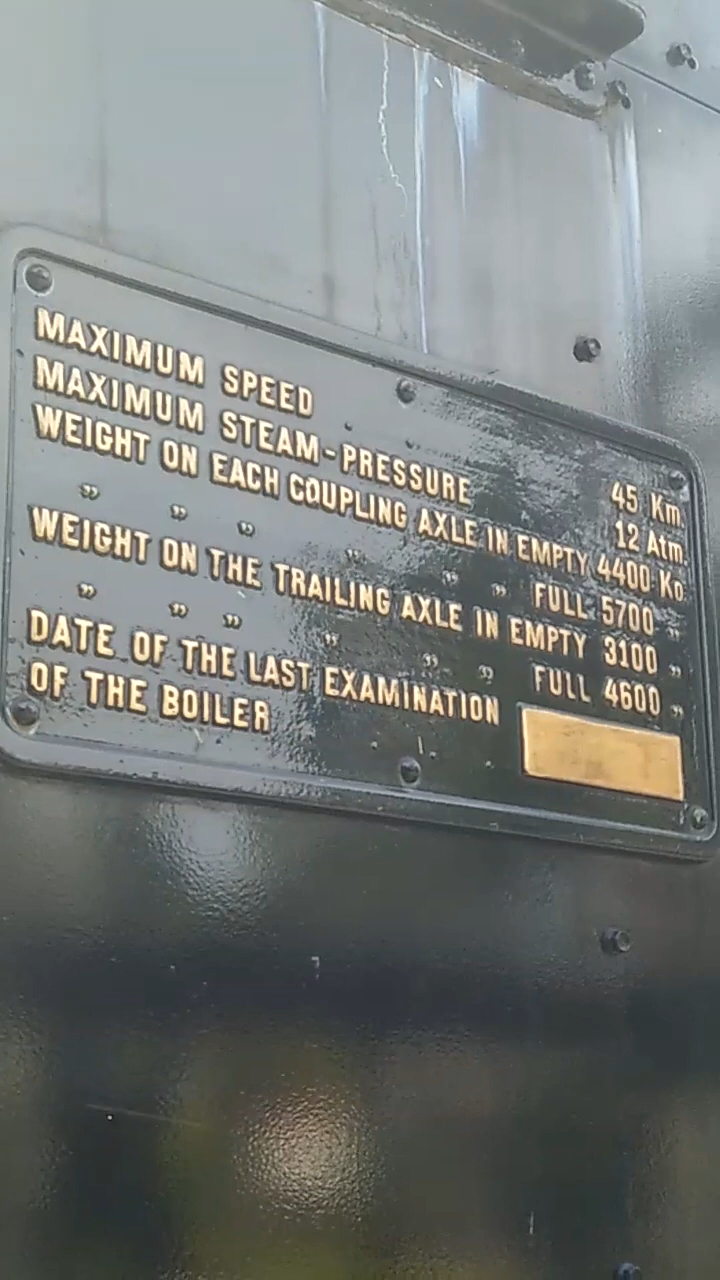 MAXIMUM SPEED 45 Km.
MAXIMUM STEAM-PRESSURE 12 Atm.
WEIGHT ON EACH COUPLING AXLE IN EMPTY 4400 Ko
„ „ „ „ „ „ FULL 5700 „
WEIGHT ON THE TRAILING AXLE IN EMPTY 3100 „
„ „ „ „ „ „ FULL 4600 „
DATE OF THE LAST EXAMINATION
OF THE BOILER